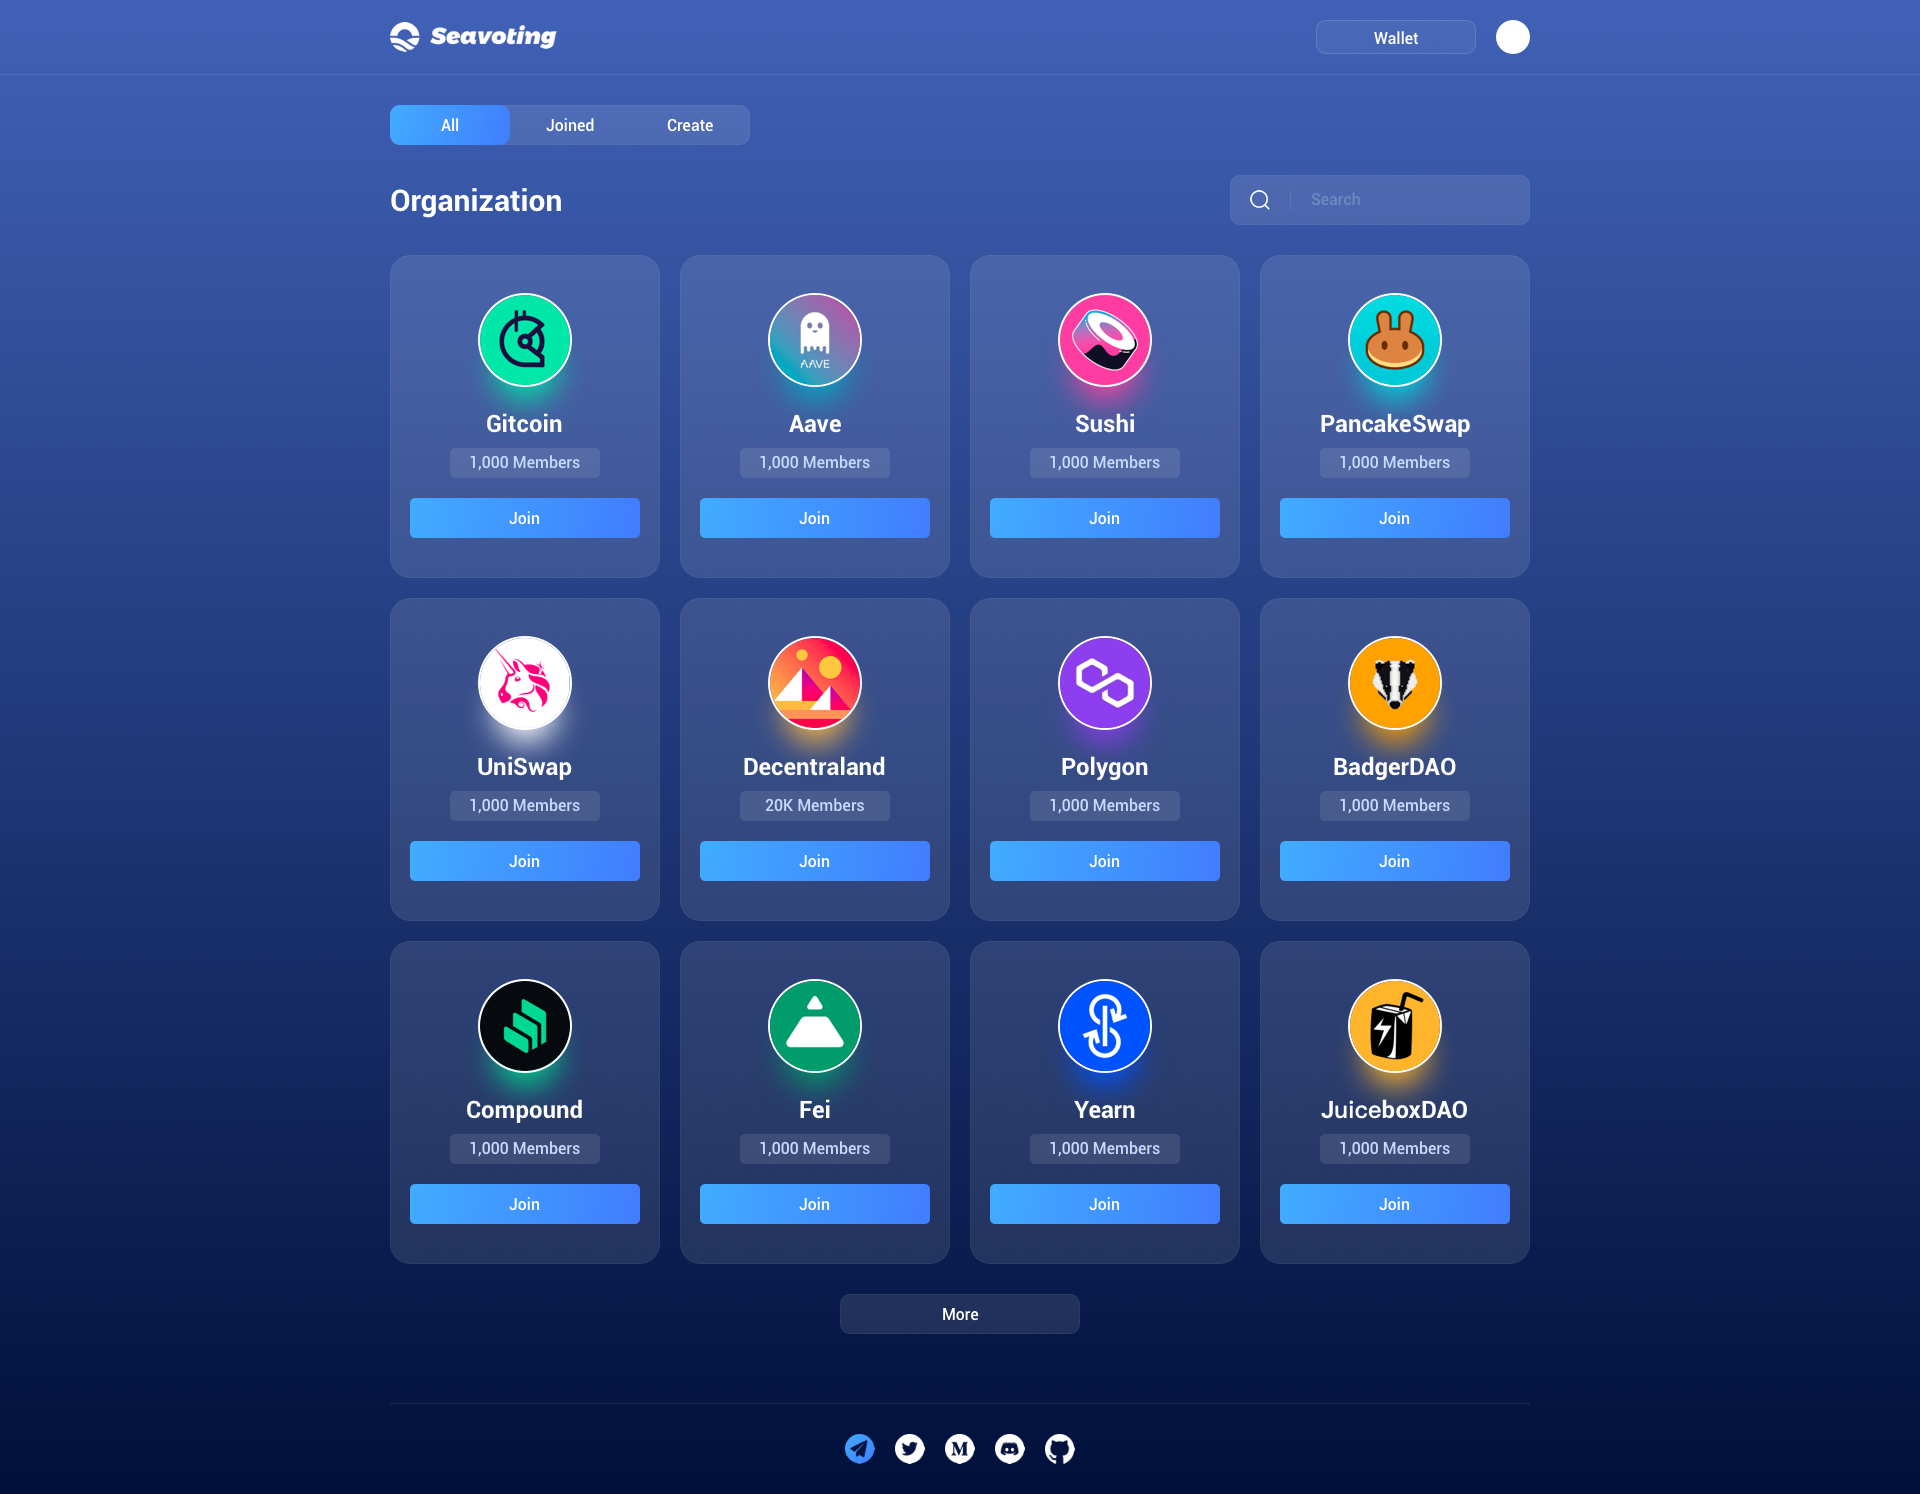 Seavoting
Wallet
All
Joined
Create
Organization
Search
AAVE
Gitcoin
Aave
Sushi
PancakeSwap
1,000 Members
1,000 Members
1,000 Members
1,000 Members
Join
Join
Join
Join
UniSwap
Decentraland
Polygon
BadgerDAO
1,000 Members
20K Members
1,000 Members
1,000 Members
Join
Join
Join
Join
Compound
Fei
Yearn
JuiceboxDAO
1,000 Members
1,000 Members
1,000 Members
1,000 Members
Join
Join
Join
Join
More
M